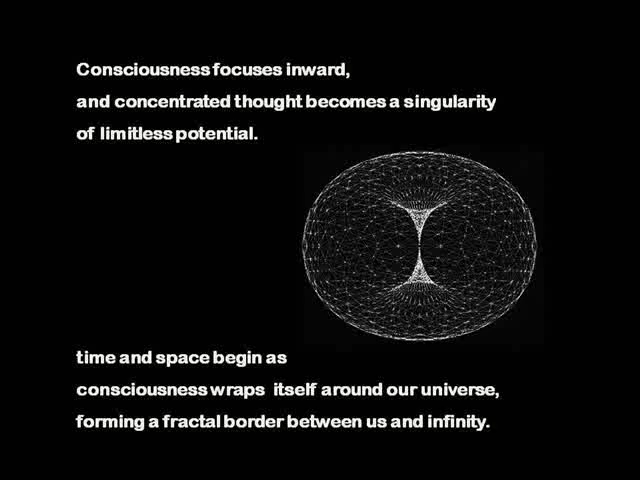 Consciousness focuses inward,
and concentrated thought becomes a singularity
of limitless potential.
time and space begin as
consciousness wraps itself around our universe,
forming a fractal border between us and infinity.